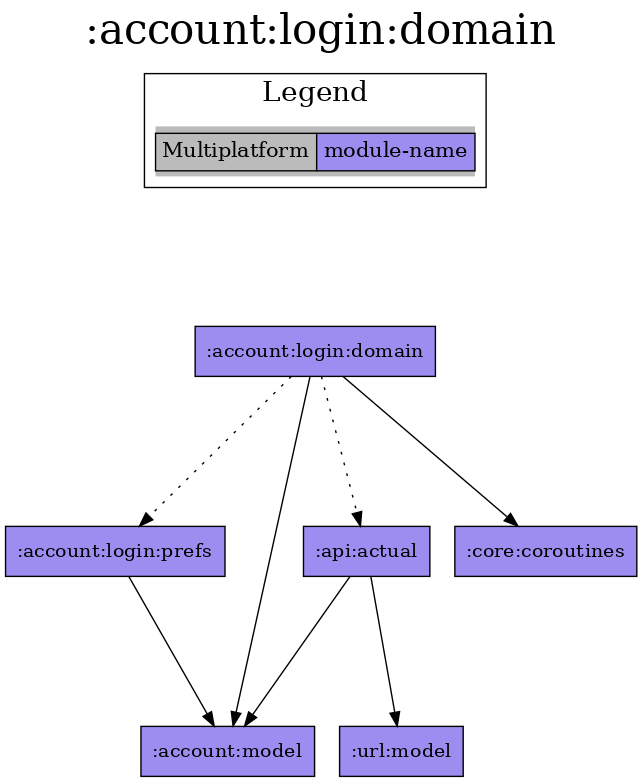 :account:login:domain
Legend
Multiplatform module-name
:account:login:domain
:account:login:prefs :api:actual :core:coroutines
:account:model :url:model